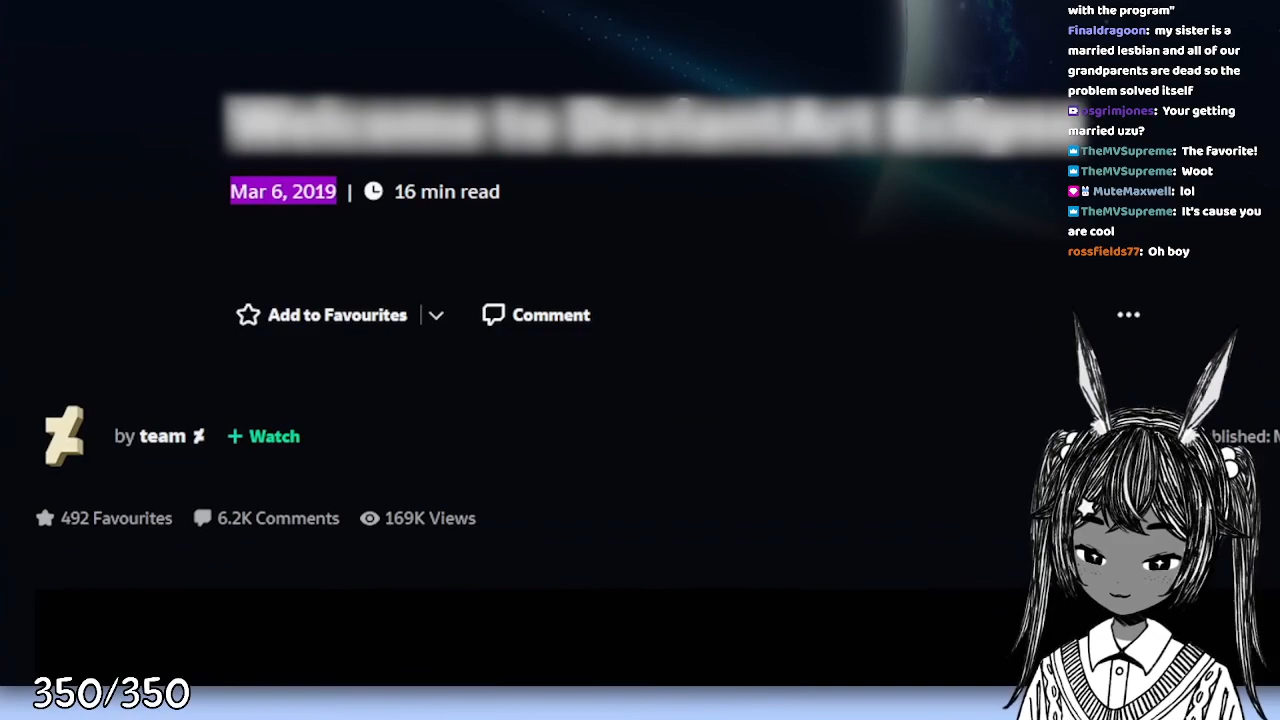 with the program"
Finaldragoon: my sister is a
married lesbian and all of our
grandparents are dead so the
problem solved itself
osgrimjones: Your getting
married uzu?
TheMVSupreme: The favorite!
TheMVSupreme: Woot
MuteMaxwell: lol
TheMVSupreme: It's cause you
are cool
rossfields77: Oh boy
Mar 6, 2019 | 16 min read
Add to Favourites | Comment
by team + Watch
blished: M
492 Favourites 6.2K Comments 169K Views
350/350